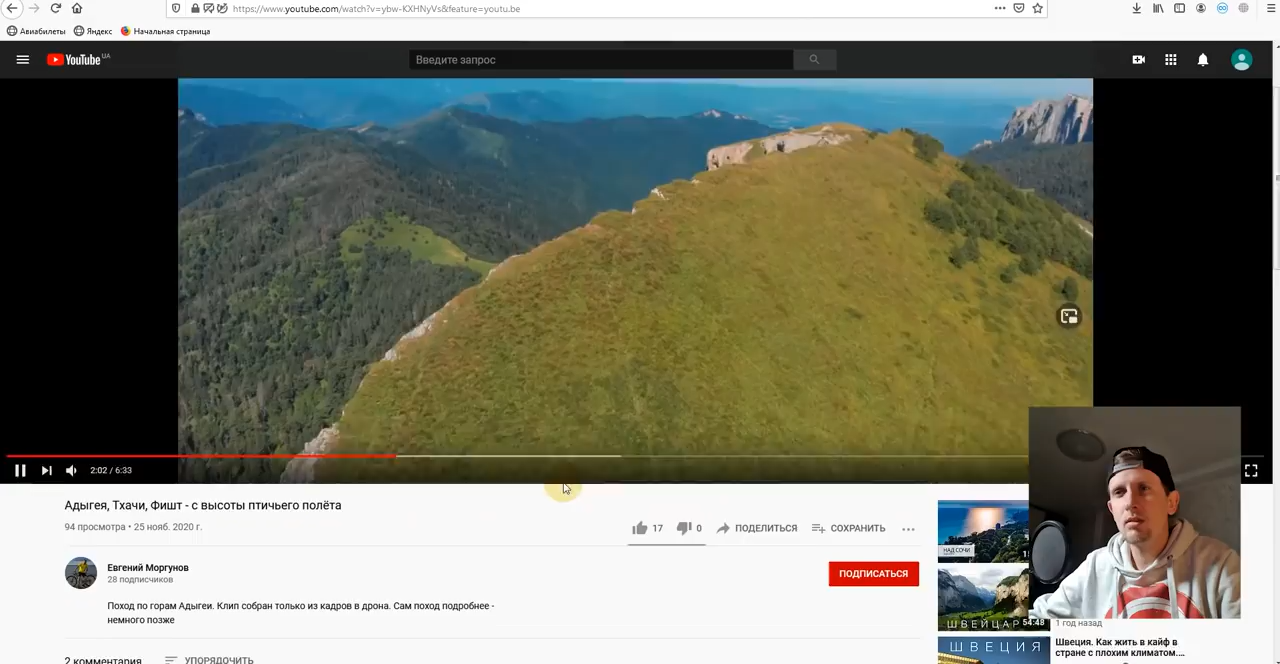 https://www.youtube.com/watch?v=ybw-KXHNyVs&feature=youtu.be
Авиабилеты
Яндекс
Начальная страница
YouTube UA
Введите запрос
2:02 / 6:33
Адыгея, Тхачи, Фишт - с высоты птичьего полёта
94 просмотра • 25 нояб. 2020 г.
17
0
ПОДЕЛИТЬСЯ
СОХРАНИТЬ
Евгений Моргунов
28 подписчиков
ПОДПИСАТЬСЯ
Поход по горам Адыгеи. Клип собран только из кадров в дрона. Сам поход подробнее -
немного позже
2 комментария
УПОРЯДОЧИТЬ
НАД СОЧИ
ШВЕЙЦАР
54:48
1 год назад
ШВЕЦИЯ
Швеция. Как жить в кайф в
стране с плохим климатом....